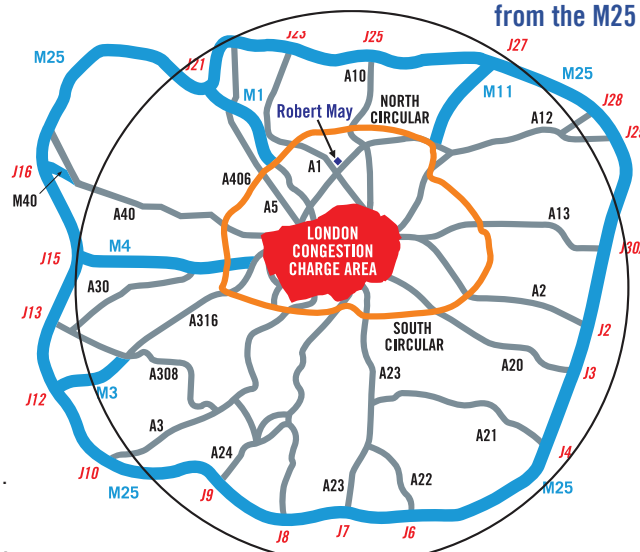 from the M25
J23
J25
J27
M25
J21
A10
M25
M1
NORTH
CIRCULAR
M11
J28
A12
J29
Robert May
A1
J16
A406
M40
A5
A40
LONDON
CONGESTION
CHARGE AREA
A13
J15
M4
J30
A30
A2
J13
A316
SOUTH
CIRCULAR
J2
A308
A23
A20
J3
M3
J12
A3
A21
A24
J4
J10
M25
J9
A23
A22
M25
J8
J7
J6